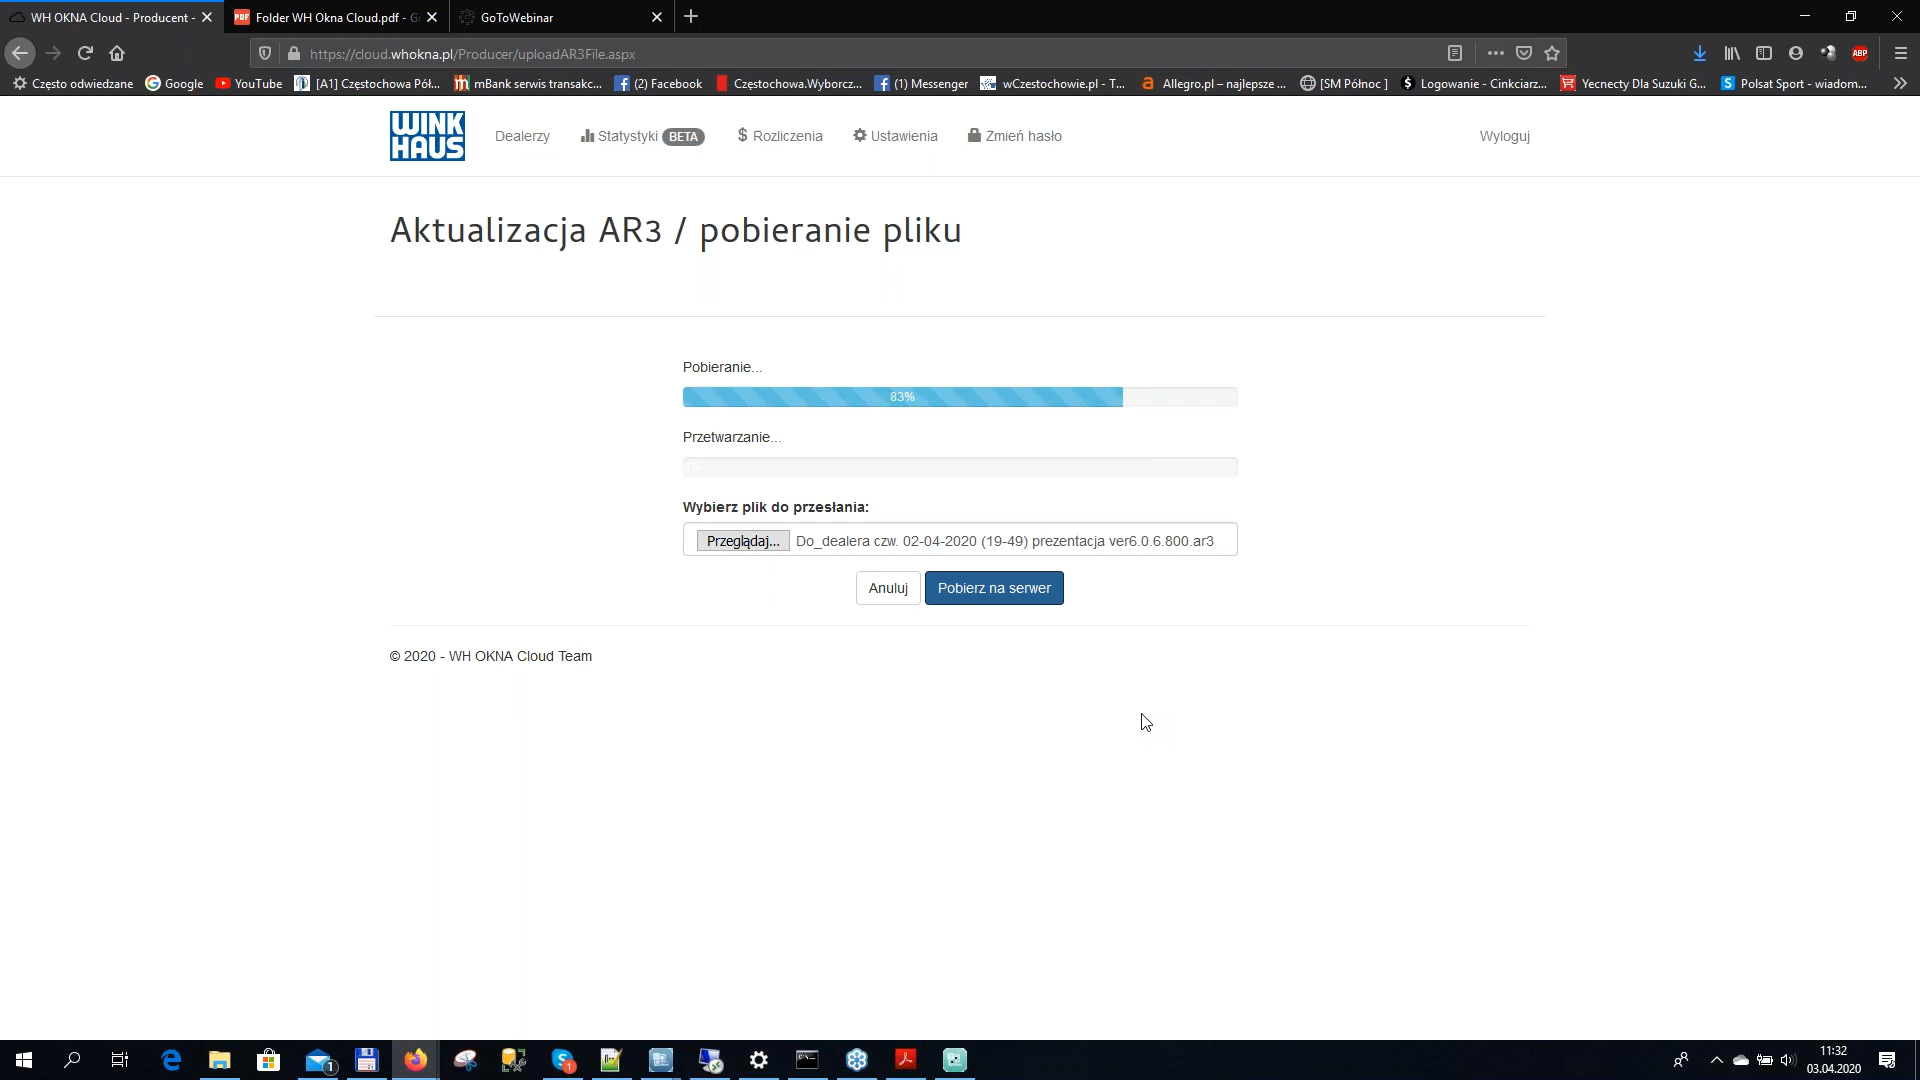 WH OKNA Cloud - Producent -
Folder WH Okna Cloud.pdf - G
GoToWebinar
https://cloud.whokna.pl/Producer/uploadAR3File.aspx
ABP
Często odwiedzane
Google
YouTube
[A1] Częstochowa Pół...
mBank serwis transakc...
(2) Facebook
Częstochowa.Wyborcz...
(1) Messenger
wCzestochowie.pl - T...
Allegro.pl – najlepsze ...
[SM Północ ]
Logowanie - Cinkciarz...
Yecnecty Dla Suzuki G...
Polsat Sport - wiadom...
WINK
HAUS
Dealerzy
Statystyki BETA
$ Rozliczenia
Ustawienia
Zmień hasło
Wyloguj
Aktualizacja AR3 / pobieranie pliku
Pobieranie...
83%
Przetwarzanie...
Wybierz plik do przesłania:
Przeglądaj... Do_dealera czw. 02-04-2020 (19-49) prezentacja ver6.0.6.800.ar3
Anuluj
Pobierz na serwer
© 2020 - WH OKNA Cloud Team
11:32
03.04.2020